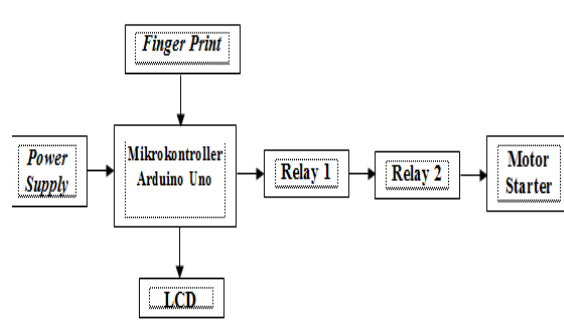 Finger Print
Power
Supply
Mikrokontroller
Arduino Uno
Relay 1
Relay 2
Motor
Starter
LCD